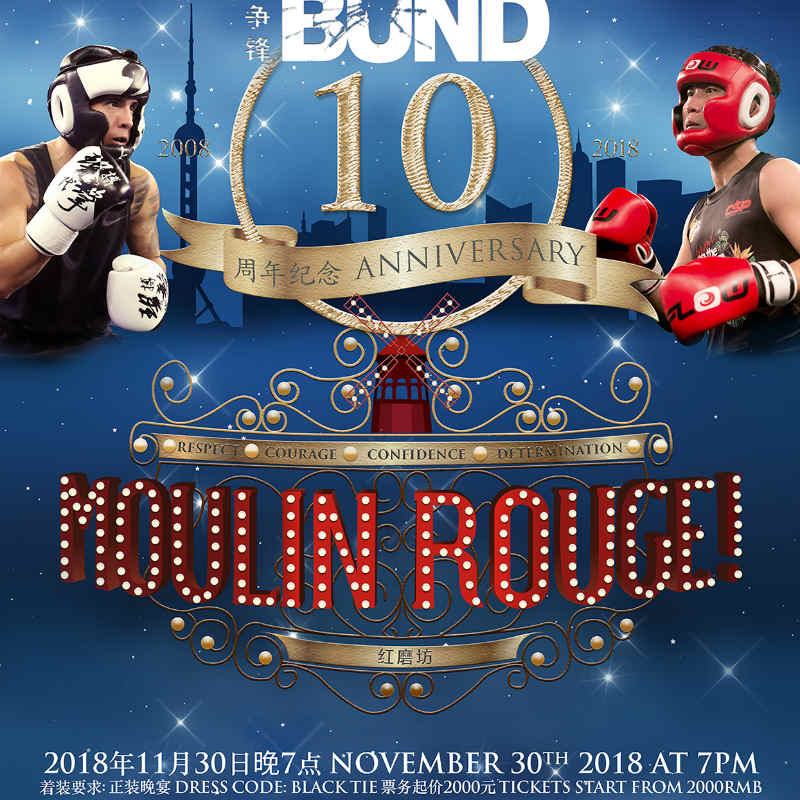 争锋
BUND
10
2008
2018
周年纪念 ANNIVERSARY
RESPECT COURAGE CONFIDENCE DETERMINATION
MOULIN ROUGE!
红磨坊
2018年11月30日晚7点 NOVEMBER 30TH 2018 AT 7PM
着装要求: 正装晚宴 DRESS CODE: BLACK TIE 票务起价2000元 TICKETS START FROM 2000RMB